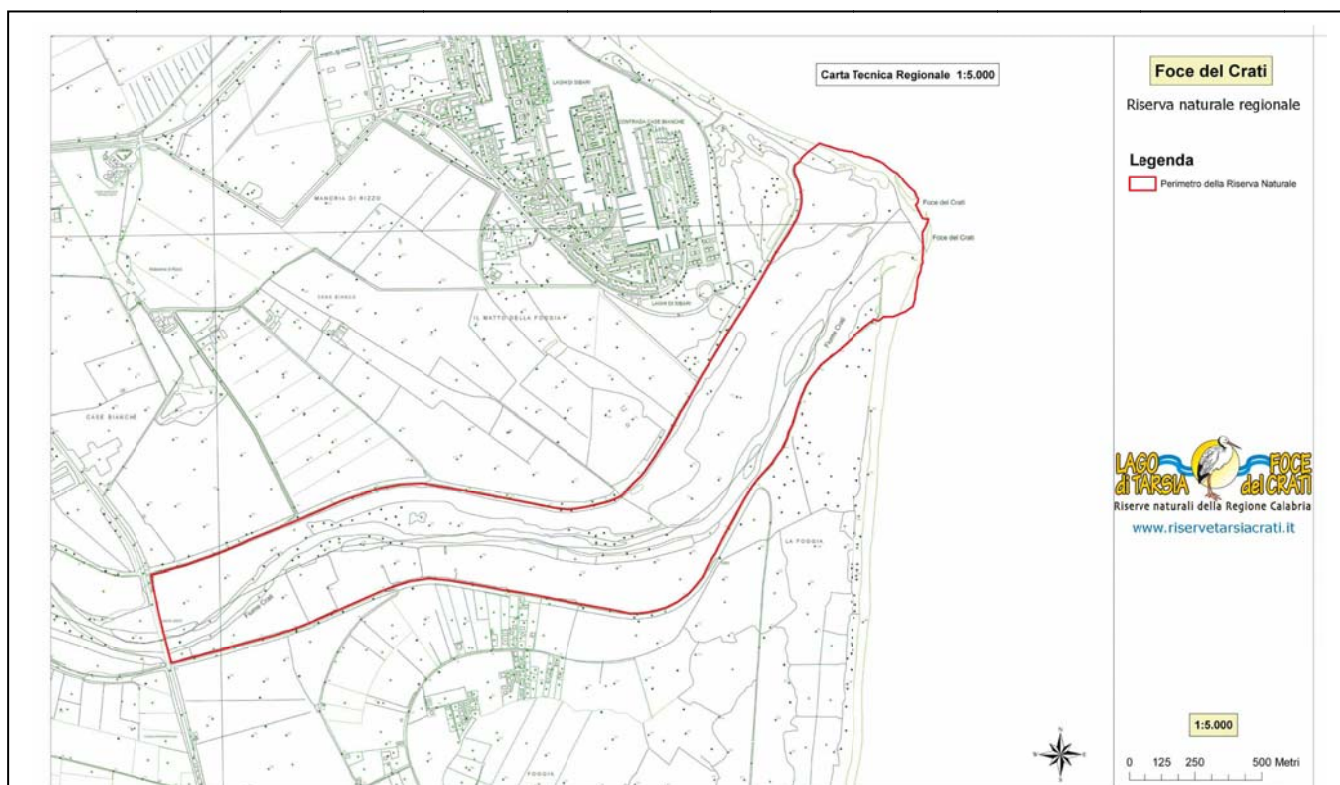 Carta Tecnica Regionale 1:5.000
Foce del Crati
Riserva naturale regionale
Legenda
Perimetro della Riserva Naturale
LAGHI DI SIBARI
CONTRADA CASE BIANCHE
MANDRIA DI RIZZO
Foce del Crati
Foce del Crati
CASA BIANCA
IL MATTO DELLA FOGGIA
LAGHI DI SIBARI
Fiume Crati
CASE BIANCHE
LA FOGGIA
Fiume Crati
FOGGIA
LAGO di TARSIA
FOCE del CRATI
Riserve naturali della Regione Calabria
www.riservetarsiacrati.it
1:5.000
N
W
E
S
0 125 250 500 Metri